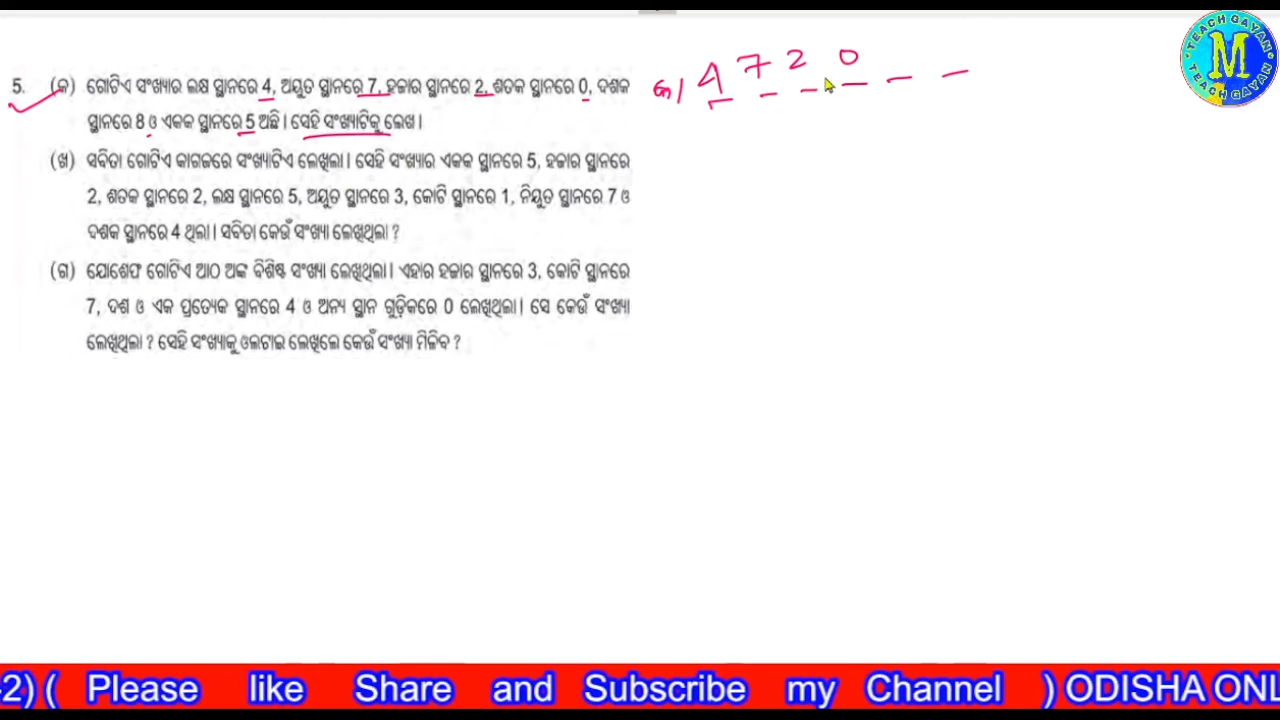 5. (କ) ଗୋଟିଏ ସଂଖ୍ୟାର ଲକ୍ଷ ସ୍ଥାନରେ 4, ଅୟୁତ ସ୍ଥାନରେ 7, ହଜାର ସ୍ଥାନରେ 2, ଶତକ ସ୍ଥାନରେ 0, ଦଶକ
ସ୍ଥାନରେ 8 ଓ ଏକକ ସ୍ଥାନରେ 5 ଅଛି। ସେହି ସଂଖ୍ୟାଟିକୁ ଲେଖ।
(ଖ) ସବିତା ଗୋଟିଏ କାଗଜରେ ସଂଖ୍ୟାଟିଏ ଲେଖିଲା। ସେହି ସଂଖ୍ୟାର ଏକକ ସ୍ଥାନରେ 5, ହଜାର ସ୍ଥାନରେ
2, ଶତକ ସ୍ଥାନରେ 2, ଲକ୍ଷ ସ୍ଥାନରେ 5, ଅୟୁତ ସ୍ଥାନରେ 3, କୋଟି ସ୍ଥାନରେ 1, ନିୟୁତ ସ୍ଥାନରେ 7 ଓ
ଦଶକ ସ୍ଥାନରେ 4 ଥିଲା। ସବିତା କେଉଁ ସଂଖ୍ୟା ଲେଖିଥିଲା ?
(ଗ) ଯୋଶେଫ ଗୋଟିଏ ଆଠ ଅଙ୍କ ବିଶିଷ୍ଟ ସଂଖ୍ୟା ଲେଖିଥିଲା। ଏହାର ହଜାର ସ୍ଥାନରେ 3, କୋଟି ସ୍ଥାନରେ
7, ଦଶ ଓ ଏକ ପ୍ରତ୍ୟେକ ସ୍ଥାନରେ 4 ଓ ଅନ୍ୟ ସ୍ଥାନ ଗୁଡ଼ିକରେ 0 ଲେଖିଥିଲା। ସେ କେଉଁ ସଂଖ୍ୟା
ଲେଖିଥିଲା ? ସେହି ସଂଖ୍ୟାକୁ ଓଲଟାଇ ଲେଖିଲେ କେଉଁ ସଂଖ୍ୟା ମିଳିବ ?
କ) 4 7 2 0
TEACH GAYAN
M
TEACH GAYAN
-2) ( Please like Share and Subscribe my Channel ) ODISHA ONL